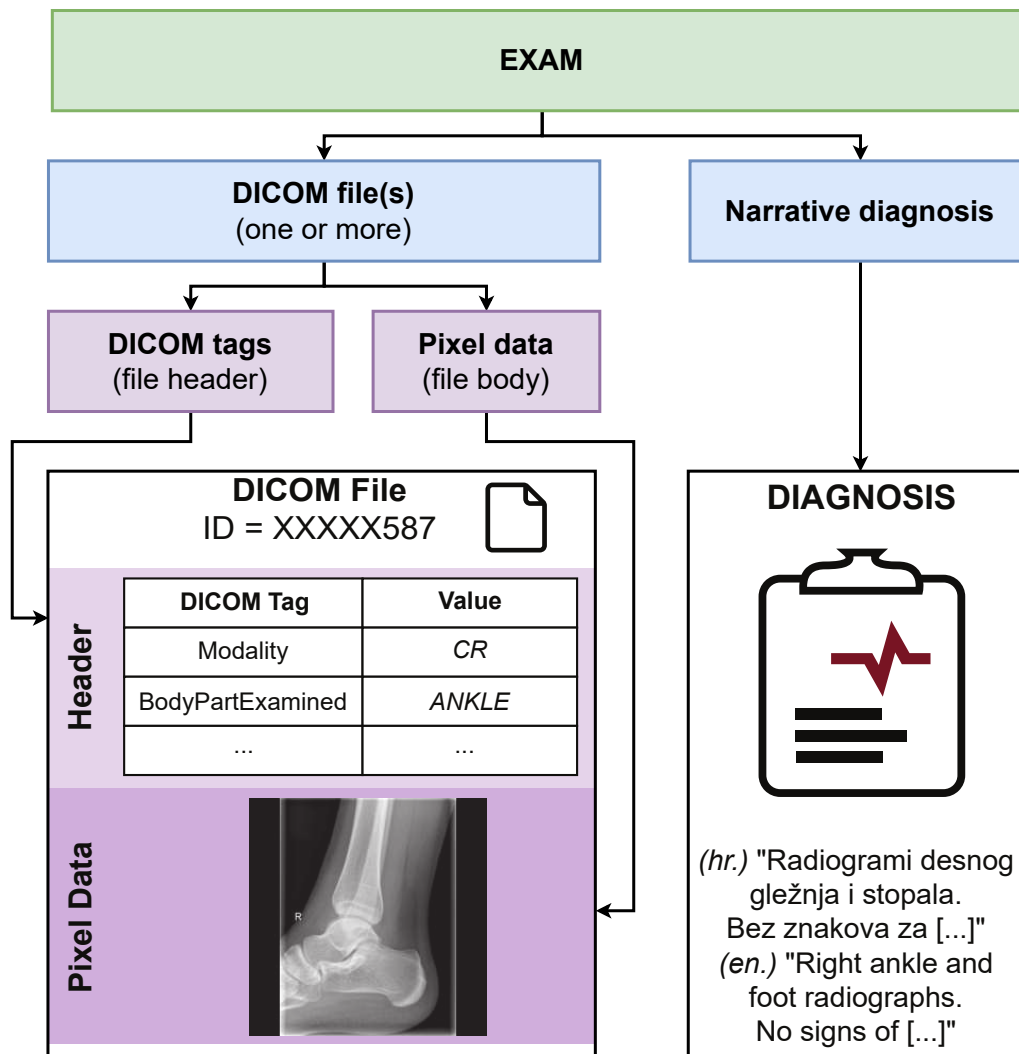 EXAM
DICOM file(s)
(one or more)
Narrative diagnosis
DICOM tags
(file header)
Pixel data
(file body)
DICOM File
ID = XXXXX587
Header
DICOM Tag Value
Modality CR
BodyPartExamined ANKLE
... ...
Pixel Data
R
DIAGNOSIS
(hr.) "Radiogrami desnog
gležnja i stopala.
Bez znakova za [...]"
(en.) "Right ankle and
foot radiographs.
No signs of [...]"